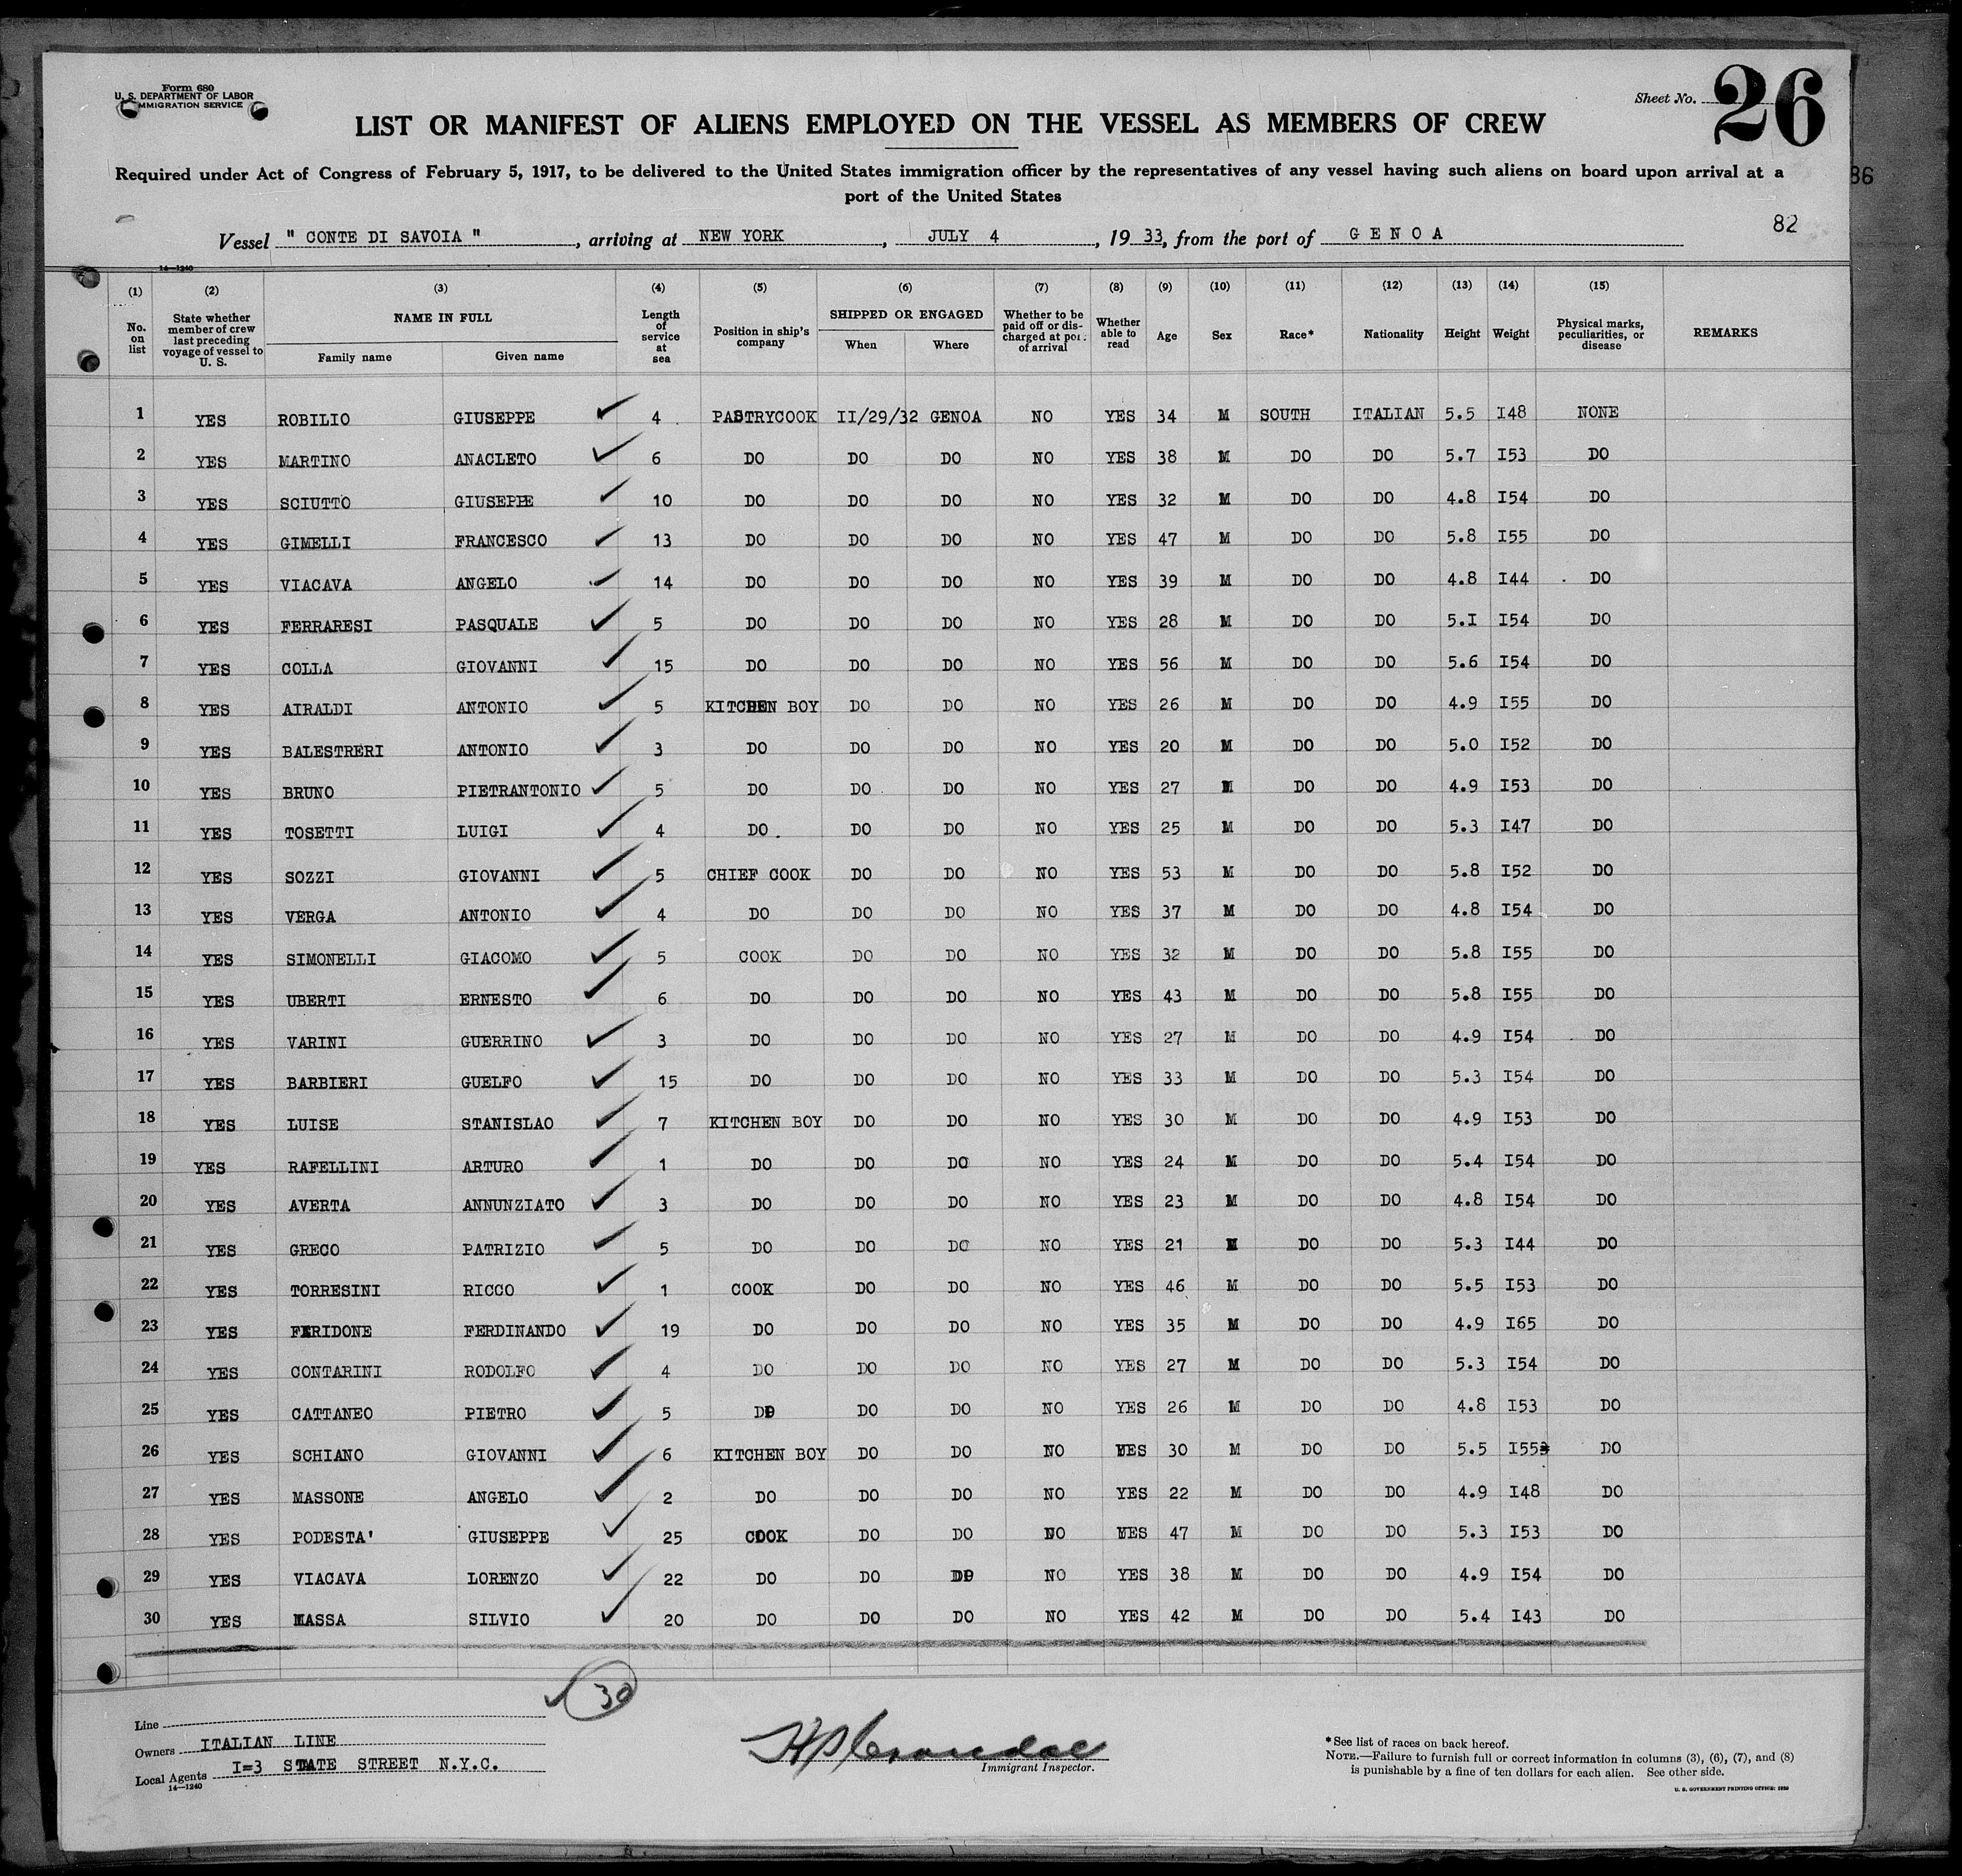 Form 680
U. S. DEPARTMENT OF LABOR
IMMIGRATION SERVICE
Sheet No. 26
LIST OR MANIFEST OF ALIENS EMPLOYED ON THE VESSEL AS MEMBERS OF CREW
Required under Act of Congress of February 5, 1917, to be delivered to the United States immigration officer by the representatives of any vessel having such aliens on board upon arrival at a
port of the United States
86
82
Vessel " CONTE DI SAVOIA ", arriving at NEW YORK, JULY 4, 19 33, from the port of G E N O A
14—1240
(1) (2) (3) (4) (5) (6) (7) (8) (9) (10) (11) (12) (13) (14) (15)
No. on list State whether member of crew last preceding voyage of vessel to U. S. NAME IN FULL Family name Given name Length of service at sea Position in ship's company SHIPPED OR ENGAGED When Where Whether to be paid off or discharged at port of arrival Whether able to read Age Sex Race* Nationality Height Weight Physical marks, peculiarities, or disease REMARKS
1 YES ROBILIO GIUSEPPE ✓ 4 PASTRYCOOK II/29/32 GENOA NO YES 34 M SOUTH ITALIAN 5.5 I48 NONE
2 YES MARTINO ANACLETO ✓ 6 DO DO DO NO YES 38 M DO DO 5.7 I53 DO
3 YES SCIUTTO GIUSEPPE ✓ 10 DO DO DO NO YES 32 M DO DO 4.8 I54 DO
4 YES GIMELLI FRANCESCO ✓ 13 DO DO DO NO YES 47 M DO DO 5.8 I55 DO
5 YES VIACAVA ANGELO ✓ 14 DO DO DO NO YES 39 M DO DO 4.8 I44 DO
6 YES FERRARESI PASQUALE ✓ 5 DO DO DO NO YES 28 M DO DO 5.I I54 DO
7 YES COLLA GIOVANNI ✓ 15 DO DO DO NO YES 56 M DO DO 5.6 I54 DO
8 YES AIRALDI ANTONIO ✓ 5 KITCHEN BOY DO DO NO YES 26 M DO DO 4.9 I55 DO
9 YES BALESTRERI ANTONIO ✓ 3 DO DO DO NO YES 20 M DO DO 5.0 I52 DO
10 YES BRUNO PIETRANTONIO ✓ 5 DO DO DO NO YES 27 M DO DO 4.9 I53 DO
11 YES TOSETTI LUIGI ✓ 4 DO DO DO NO YES 25 M DO DO 5.3 I47 DO
12 YES SOZZI GIOVANNI ✓ 5 CHIEF COOK DO DO NO YES 53 M DO DO 5.8 I52 DO
13 YES VERGA ANTONIO ✓ 4 DO DO DO NO YES 37 M DO DO 4.8 I54 DO
14 YES SIMONELLI GIACOMO ✓ 5 COOK DO DO NO YES 32 M DO DO 5.8 I55 DO
15 YES UBERTI ERNESTO ✓ 6 DO DO DO NO YES 43 M DO DO 5.8 I55 DO
16 YES VARINI GUERRINO ✓ 3 DO DO DO NO YES 27 M DO DO 4.9 I54 DO
17 YES BARBIERI GUELFO ✓ 15 DO DO DO NO YES 33 M DO DO 5.3 I54 DO
18 YES LUISE STANISLAO ✓ 7 KITCHEN BOY DO DO NO YES 30 M DO DO 4.9 I53 DO
19 YES RAFELLINI ARTURO ✓ 1 DO DO DO NO YES 24 M DO DO 5.4 I54 DO
20 YES AVERTA ANNUNZIATO ✓ 3 DO DO DO NO YES 23 M DO DO 4.8 I54 DO
21 YES GRECO PATRIZIO ✓ 5 DO DO DO NO YES 21 M DO DO 5.3 I44 DO
22 YES TORRESINI RICCO ✓ 1 COOK DO DO NO YES 46 M DO DO 5.5 I53 DO
23 YES FERIDONE FERDINANDO ✓ 19 DO DO DO NO YES 35 M DO DO 4.9 I65 DO
24 YES CONTARINI RODOLFO ✓ 4 DO DO DO NO YES 27 M DO DO 5.3 I54 DO
25 YES CATTANEO PIETRO ✓ 5 DO DO DO NO YES 26 M DO DO 4.8 I53 DO
26 YES SCHIANO GIOVANNI ✓ 6 KITCHEN BOY DO DO NO YES 30 M DO DO 5.5 I55 DO
27 YES MASSONE ANGELO ✓ 2 DO DO DO NO YES 22 M DO DO 4.9 I48 DO
28 YES PODESTA' GIUSEPPE ✓ 25 COOK DO DO NO YES 47 M DO DO 5.3 I53 DO
29 YES VIACAVA LORENZO ✓ 22 DO DO DO NO YES 38 M DO DO 4.9 I54 DO
30 YES MASSA SILVIO ✓ 20 DO DO DO NO YES 42 M DO DO 5.4 I43 DO
✓ 30
Line
Owners ITALIAN LINE
Local Agents I=3 STATE STREET N.Y.C.
14—1240
Immigrant Inspector.
*See list of races on back hereof.
NOTE.—Failure to furnish full or correct information in columns (3), (6), (7), and (8)
is punishable by a fine of ten dollars for each alien. See other side.
U. S. GOVERNMENT PRINTING OFFICE: 1930